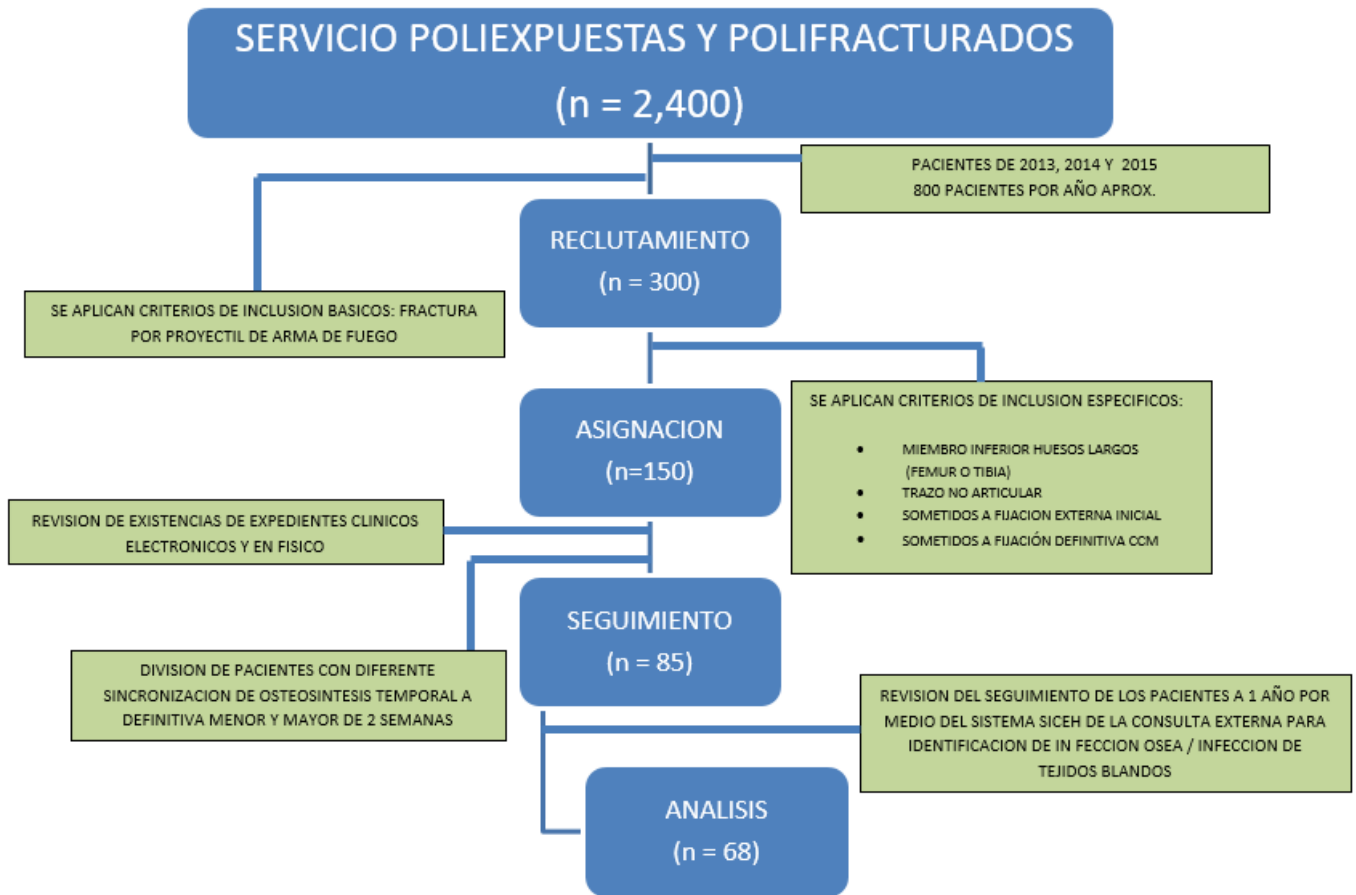 SERVICIO POLIEXPUESTAS Y POLIFRACTURADOS
(n = 2,400)
PACIENTES DE 2013, 2014 Y 2015
800 PACIENTES POR AÑO APROX.
RECLUTAMIENTO
(n = 300)
SE APLICAN CRITERIOS DE INCLUSION BASICOS: FRACTURA
POR PROYECTIL DE ARMA DE FUEGO
ASIGNACION
(n=150)
SE APLICAN CRITERIOS DE INCLUSION ESPECIFICOS:
• MIEMBRO INFERIOR HUESOS LARGOS
(FEMUR O TIBIA)
• TRAZO NO ARTICULAR
• SOMETIDOS A FIJACION EXTERNA INICIAL
• SOMETIDOS A FIJACIÓN DEFINITIVA CCM
REVISION DE EXISTENCIAS DE EXPEDIENTES CLINICOS
ELECTRONICOS Y EN FISICO
SEGUIMIENTO
(n = 85)
DIVISION DE PACIENTES CON DIFERENTE
SINCRONIZACION DE OSTEOSINTESIS TEMPORAL A
DEFINITIVA MENOR Y MAYOR DE 2 SEMANAS
REVISION DEL SEGUIMIENTO DE LOS PACIENTES A 1 AÑO POR
MEDIO DEL SISTEMA SICEH DE LA CONSULTA EXTERNA PARA
IDENTIFICACION DE IN FECCION OSEA / INFECCION DE
TEJIDOS BLANDOS
ANALISIS
(n = 68)